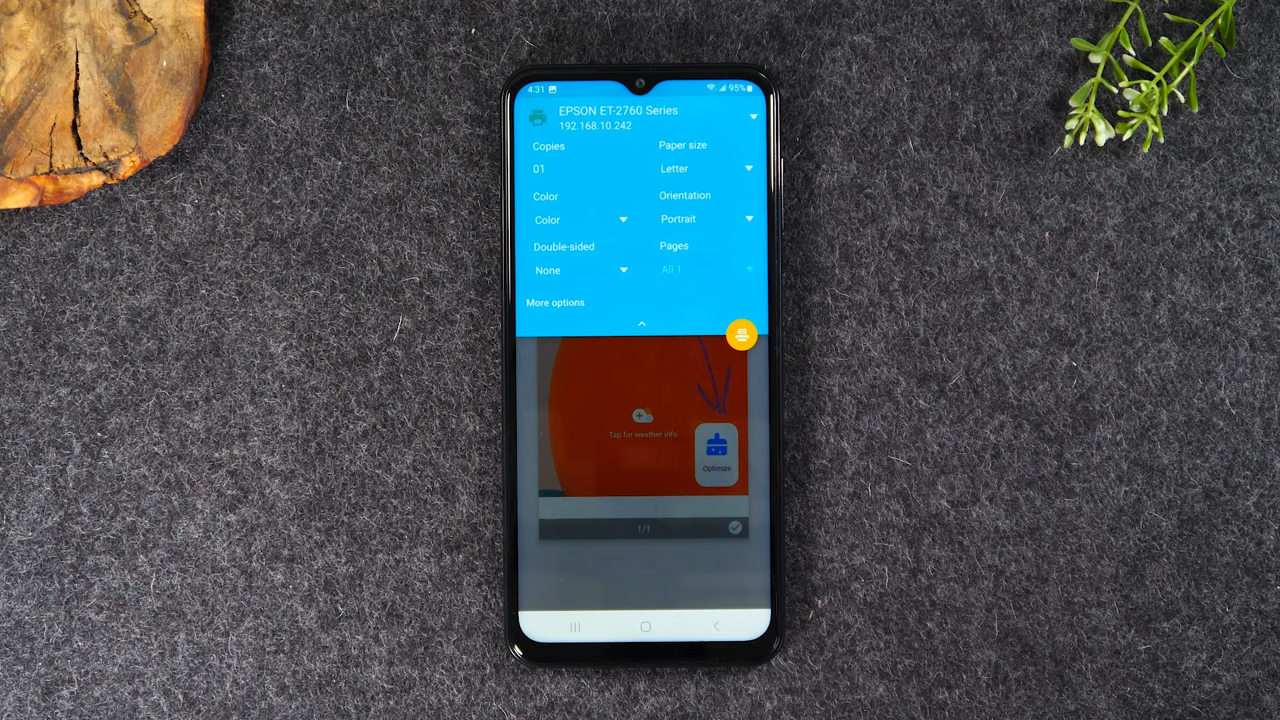 4:31 95%
EPSON ET-2760 Series
192.168.10.242
Copies Paper size
01 Letter
Color Orientation
Color Portrait
Double-sided Pages
None All 1
More options
Tap for weather info
Optimize
1/1